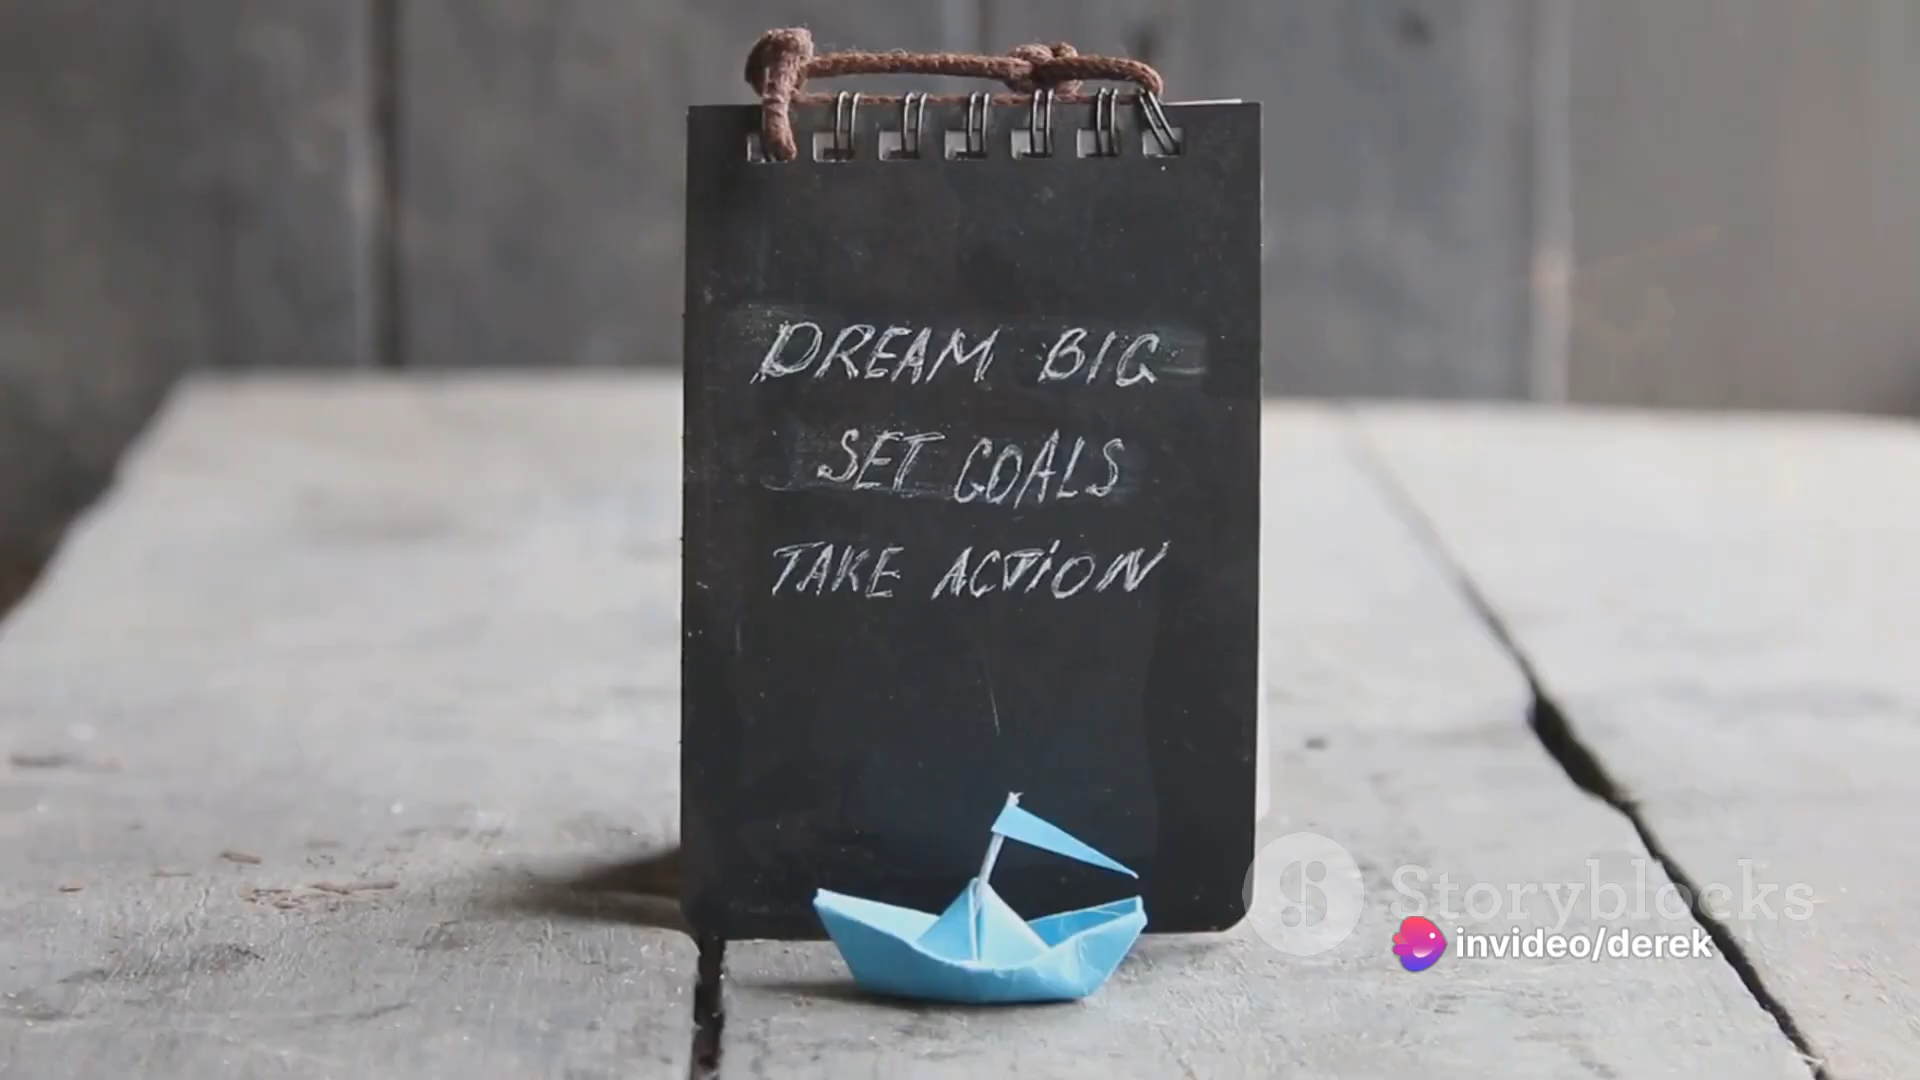 DREAM BIG
SET GOALS
TAKE ACTION
Storyblocks
invideo/derek